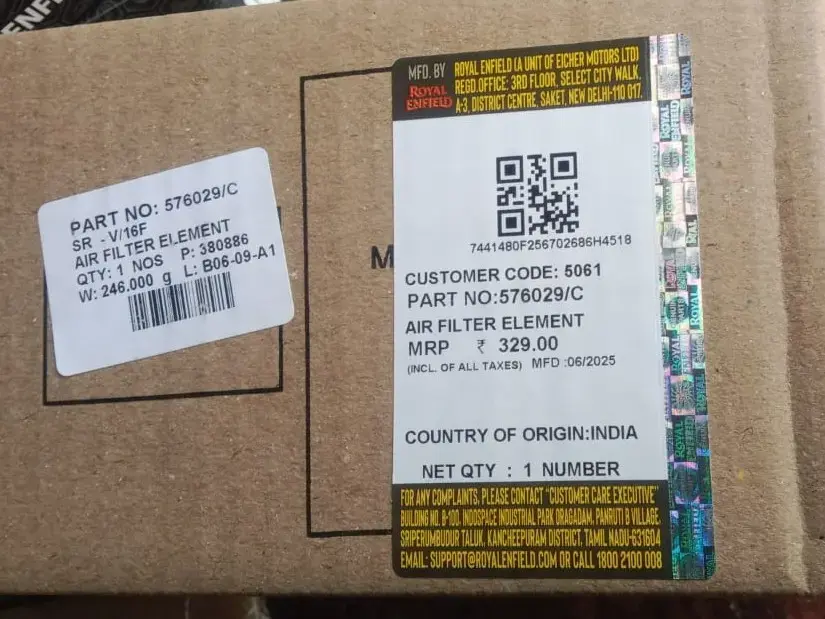 PART NO: 576029/C
SR - V/16F
AIR FILTER ELEMENT
QTY: 1 NOS P: 380886
W: 246.000 g L: B06-09-A1
MFD. BY
ROYAL
ENFIELD
ROYAL ENFIELD (A UNIT OF EICHER MOTORS LTD)
REGD.OFFICE: 3RD FLOOR, SELECT CITY WALK,
A-3, DISTRICT CENTRE, SAKET, NEW DELHI-110 017.
7441480F256702686H4518
CUSTOMER CODE: 5061
PART NO:576029/C
AIR FILTER ELEMENT
MRP ₹ 329.00
(INCL. OF ALL TAXES) MFD :06/2025
COUNTRY OF ORIGIN:INDIA
NET QTY : 1 NUMBER
FOR ANY COMPLAINTS, PLEASE CONTACT "CUSTOMER CARE EXECUTIVE"
BUILDING NO. B-100, INDOSPACE INDUSTRIAL PARK ORAGADAM, PANRUTI B VILLAGE,
SRIPERUMBUDUR TALUK, KANCHEEPURAM DISTRICT, TAMIL NADU-631604
EMAIL: SUPPORT@ROYALENFIELD.COM OR CALL 1800 2100 008
ROYAL
ENFIELD
ROYAL
ROYAL
ROYAL